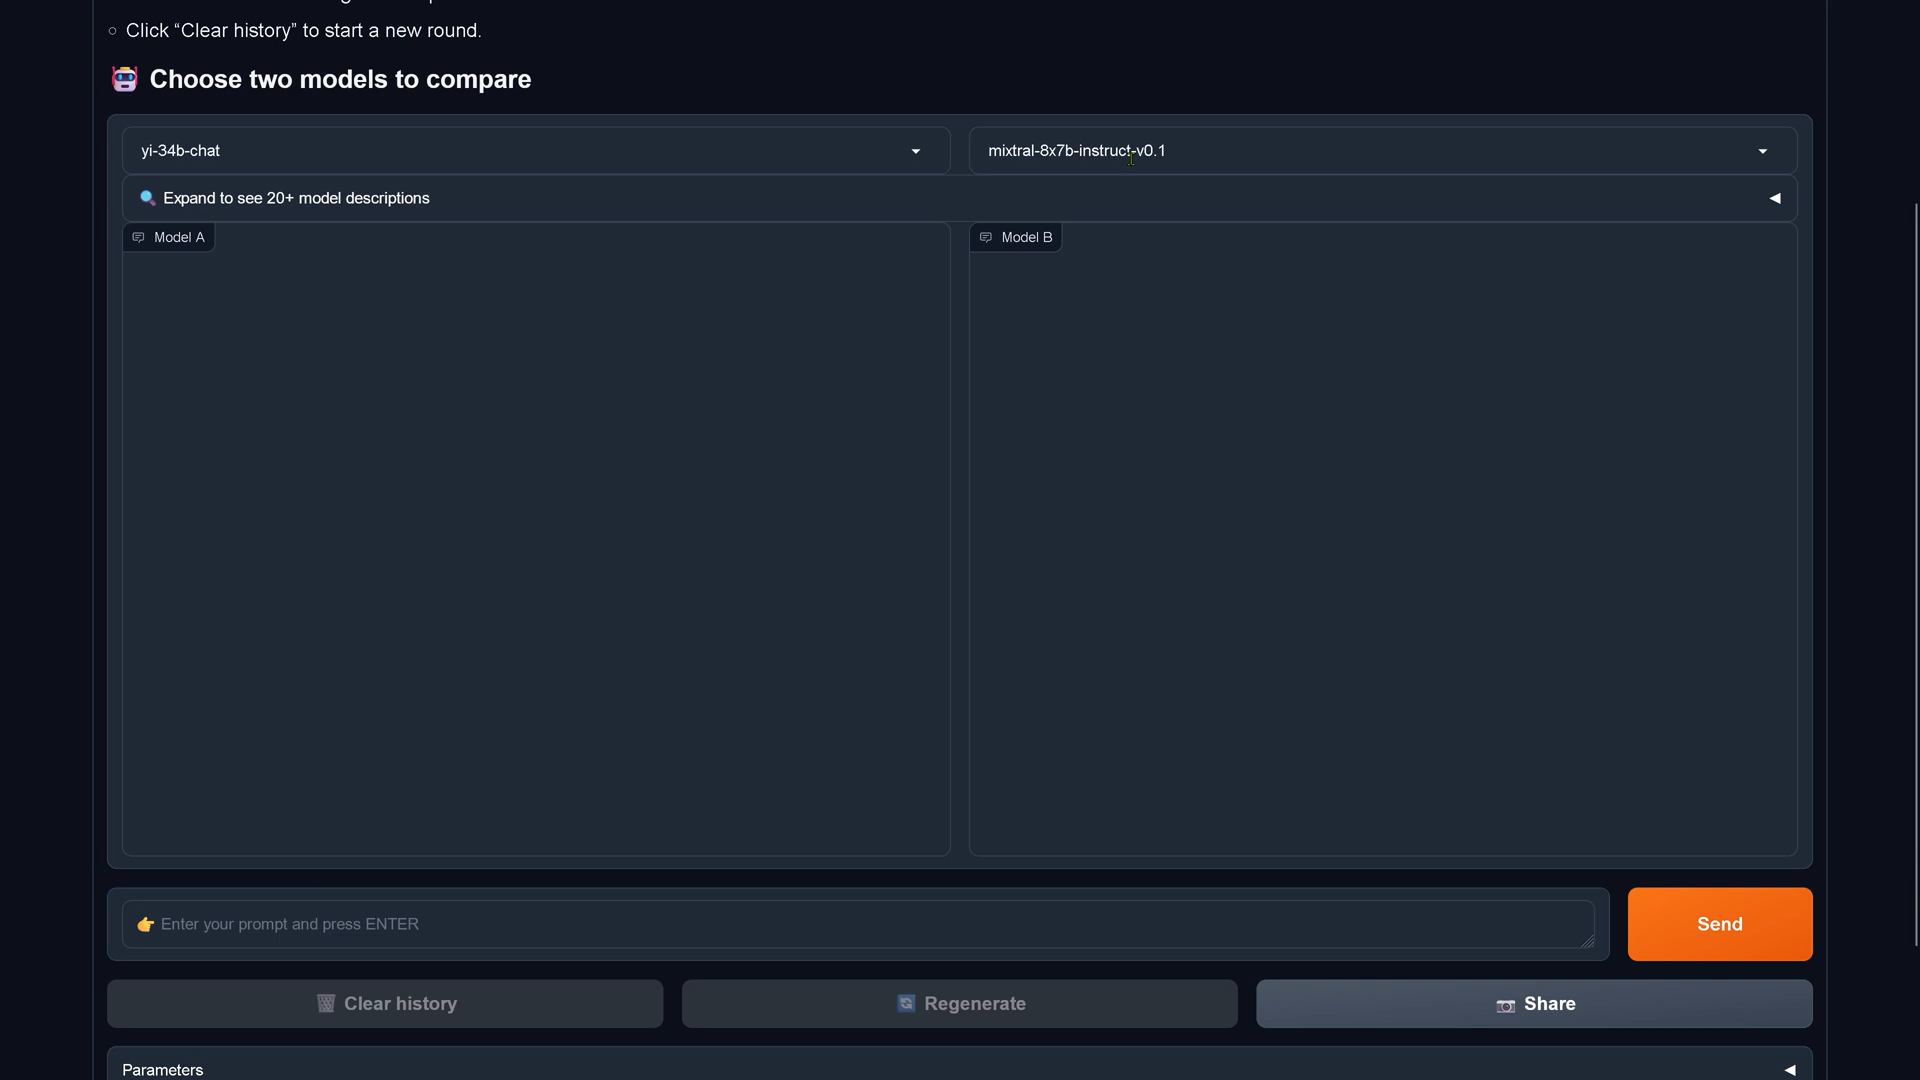 Click “Clear history” to start a new round.
Choose two models to compare
yi-34b-chat
mixtral-8x7b-instruct-v0.1
Expand to see 20+ model descriptions
Model A
Model B
Enter your prompt and press ENTER
Send
Clear history
Regenerate
Share
Parameters